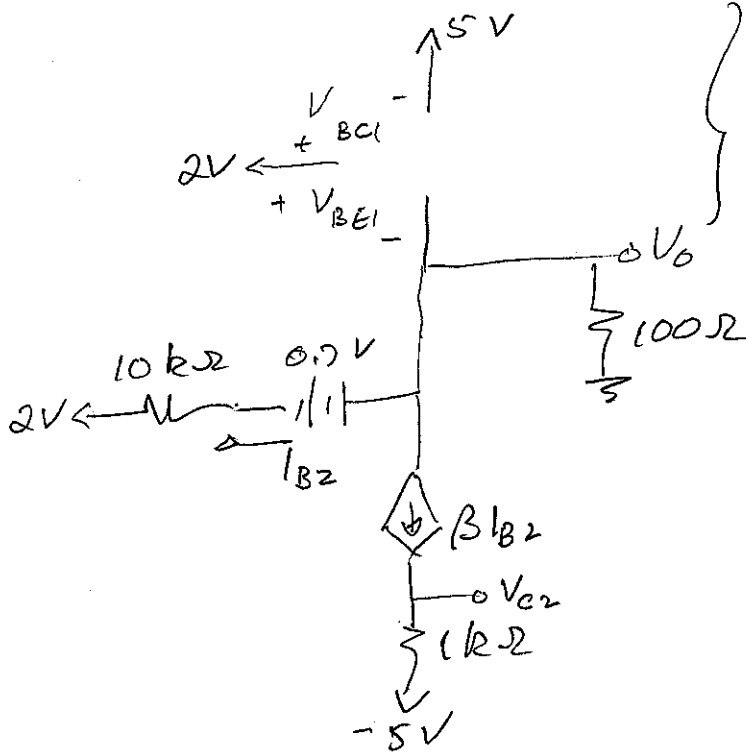 5 V
V -
+ BC1
2V
+ V BE1 -
V0
100Ω
10 kΩ 0.7 V
2V
IB2
βIB2
VC2
1kΩ
-5V